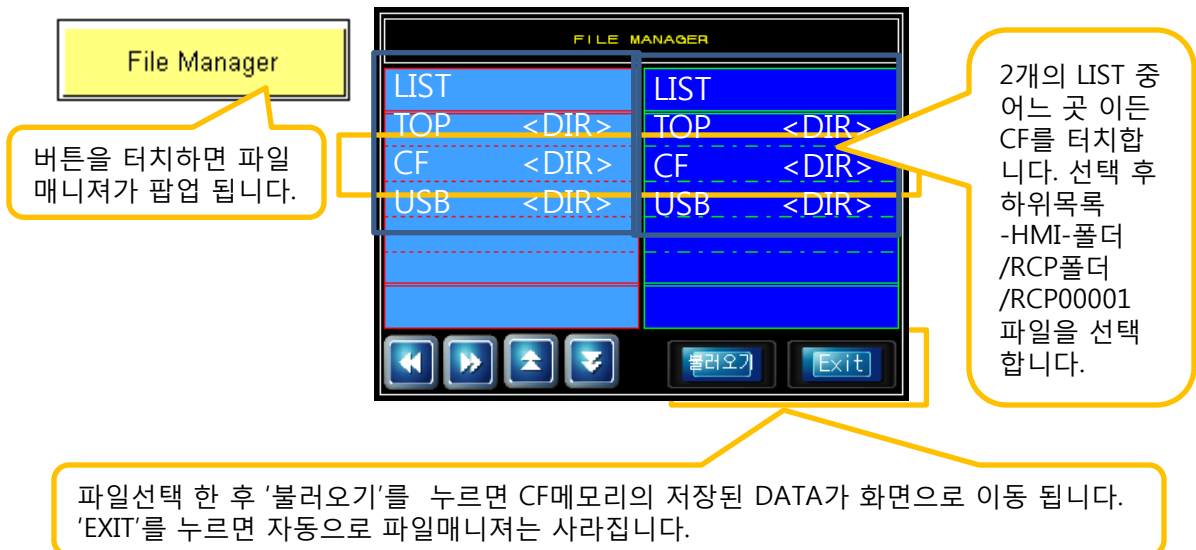 File Manager
버튼을 터치하면 파일
매니져가 팝업 됩니다.
FILE MANAGER
LIST
TOP <DIR>
CF <DIR>
USB <DIR>
LIST
TOP <DIR>
CF <DIR>
USB <DIR>
불러오기
Exit
2개의 LIST 중
어느 곳 이든
CF를 터치합
니다. 선택 후
하위목록
-HMI-폴더
/RCP폴더
/RCP00001
파일을 선택
합니다.
파일선택 한 후 '불러오기'를 누르면 CF메모리의 저장된 DATA가 화면으로 이동 됩니다.
'EXIT'를 누르면 자동으로 파일매니져는 사라집니다.